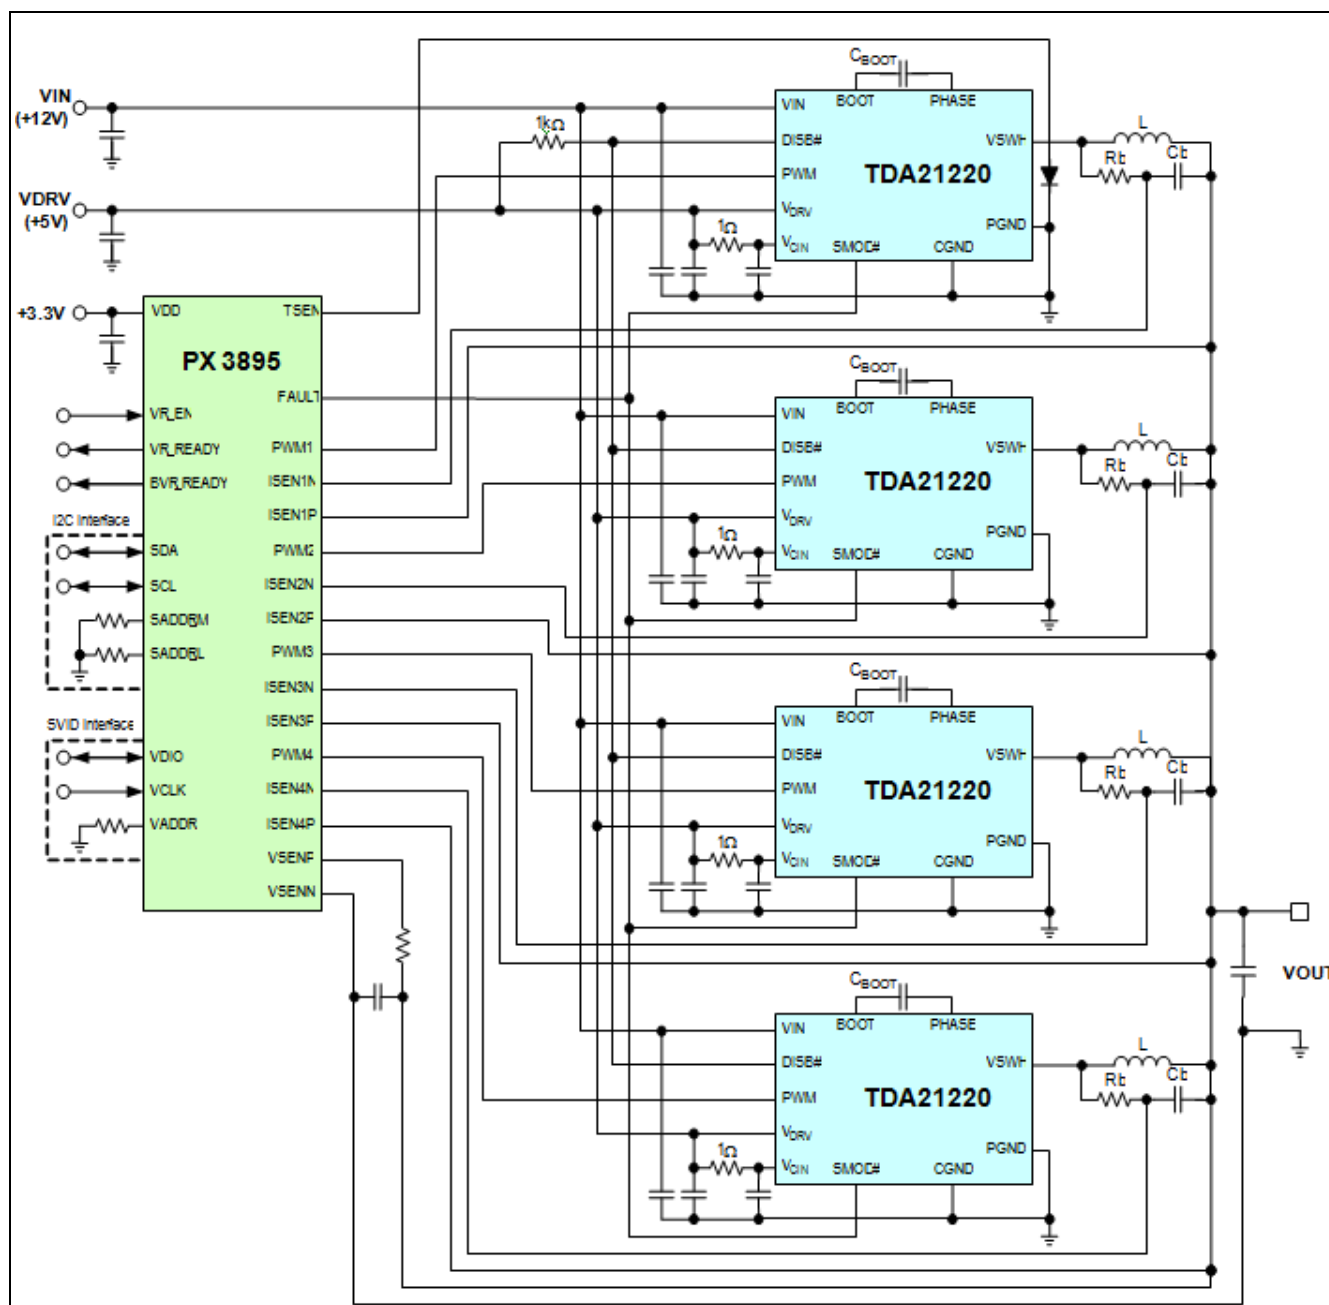 VIN
(+12V)
VDRV
(+5V)
+3.3V
1kΩ
PX 3895
VDD
VR_EN
VR_READY
BVR_READY
I2C Interface
SDA
SCL
SADDRM
SADDRL
SVID Interface
VDIO
VCLK
VADDR
TSEN
FAULT
PWM1
ISEN1N
ISEN1P
PWM2
ISEN2N
ISEN2P
PWM3
ISEN3N
ISEN3P
PWM4
ISEN4N
ISEN4P
VSENP
VSENN
CBOOT
BOOT
PHASE
VIN
DISB#
PWM
VDRV
VCIN
TDA21220
VSWH
PGND
SMOD#
CGND
1Ω
L
Rb
Cb
CBOOT
BOOT
PHASE
VIN
DISB#
PWM
VDRV
VCIN
TDA21220
VSWH
PGND
SMOD#
CGND
1Ω
L
Rb
Cb
CBOOT
BOOT
PHASE
VIN
DISB#
PWM
VDRV
VCIN
TDA21220
VSWH
PGND
SMOD#
CGND
1Ω
L
Rb
Cb
VOUT
CBOOT
BOOT
PHASE
VIN
DISB#
PWM
VDRV
VCIN
TDA21220
VSWH
PGND
SMOD#
CGND
1Ω
L
Rb
Cb